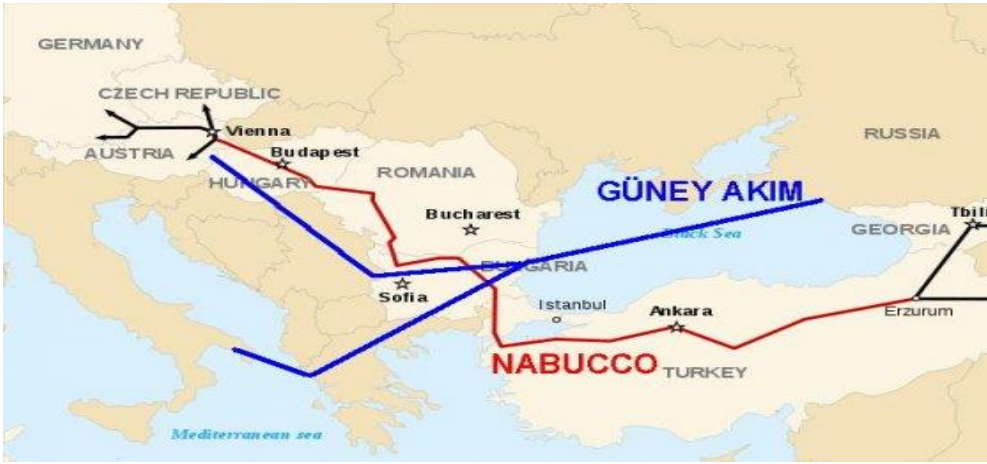 GERMANY
CZECH REPUBLIC
Vienna
RUSSIA
AUSTRIA
Budapest
HUNGARY
ROMANIA
GÜNEY AKIM
Bucharest
Tbili
Black Sea
GEORGIA
BULGARIA
Sofia
Istanbul
Ankara
Erzurum
NABUCCO
TURKEY
Mediterranean sea